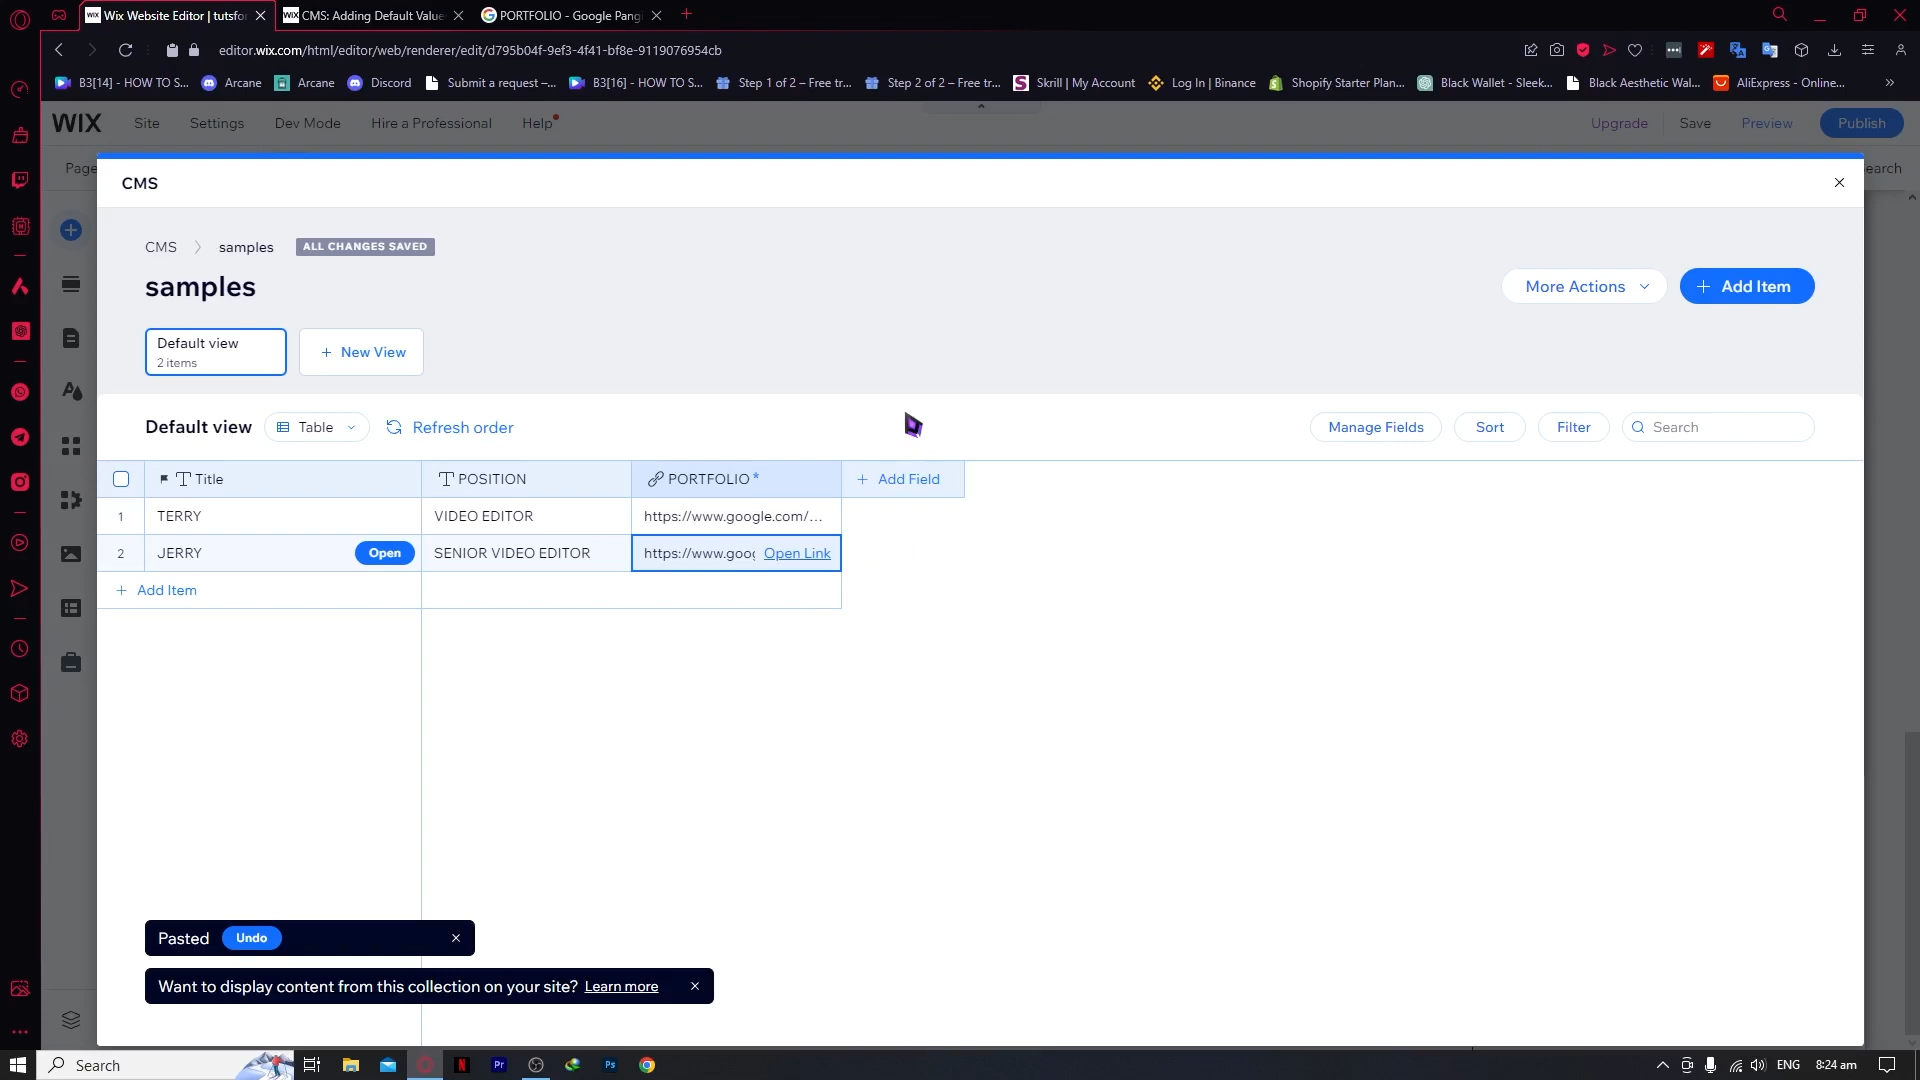 Wix Website Editor | tutsfor
CMS: Adding Default Value
PORTFOLIO - Google Pang
editor.wix.com/html/editor/web/renderer/edit/d795b04f-9ef3-4f41-bf8e-9119076954cb
B3[14] - HOW TO S...
Arcane
Arcane
Discord
Submit a request –...
B3[16] - HOW TO S...
Step 1 of 2 – Free tr...
Step 2 of 2 – Free tr...
Skrill | My Account
Log In | Binance
Shopify Starter Plan...
Black Wallet - Sleek...
Black Aesthetic Wal...
AliExpress - Online...
WIX
Site
Settings
Dev Mode
Hire a Professional
Help
Upgrade
Save
Preview
Publish
Page
earch
CMS
CMS
samples
ALL CHANGES SAVED
samples
More Actions
+ Add Item
Default view
2 items
+ New View
Default view
Table
Refresh order
Manage Fields
Sort
Filter
Search
Title
POSITION
PORTFOLIO*
+ Add Field
1
TERRY
VIDEO EDITOR
https://www.google.com/...
2
JERRY
Open
SENIOR VIDEO EDITOR
https://www.goog
Open Link
+ Add Item
Pasted
Undo
Want to display content from this collection on your site? Learn more
Search
Pr
Ps
ENG
8:24 am